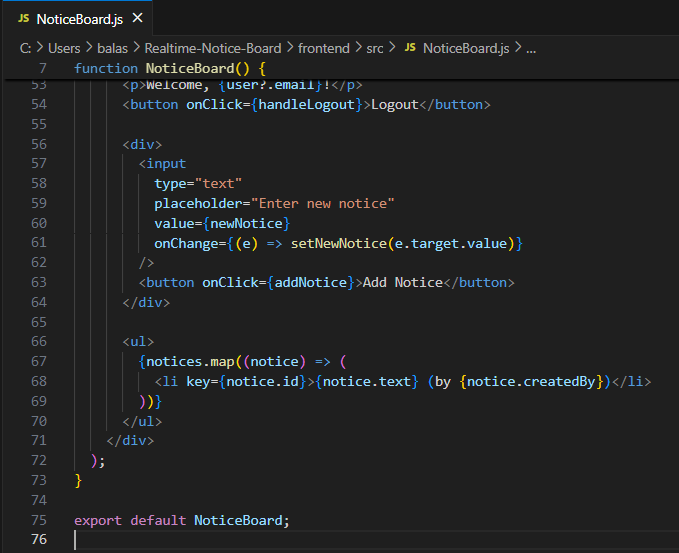 JS NoticeBoard.js ×
C: > Users > balas > Realtime-Notice-Board > frontend > src > JS NoticeBoard.js > ...
7 function NoticeBoard() {
53 <p>Welcome, {user?.email}!</p>
54 <button onClick={handleLogout}>Logout</button>
55
56 <div>
57 <input
58 type="text"
59 placeholder="Enter new notice"
60 value={newNotice}
61 onChange={(e) => setNewNotice(e.target.value)}
62 />
63 <button onClick={addNotice}>Add Notice</button>
64 </div>
65
66 <ul>
67 {notices.map((notice) => (
68 <li key={notice.id}>{notice.text} (by {notice.createdBy})</li>
69 ))}
70 </ul>
71 </div>
72 );
73 }
74
75 export default NoticeBoard;
76